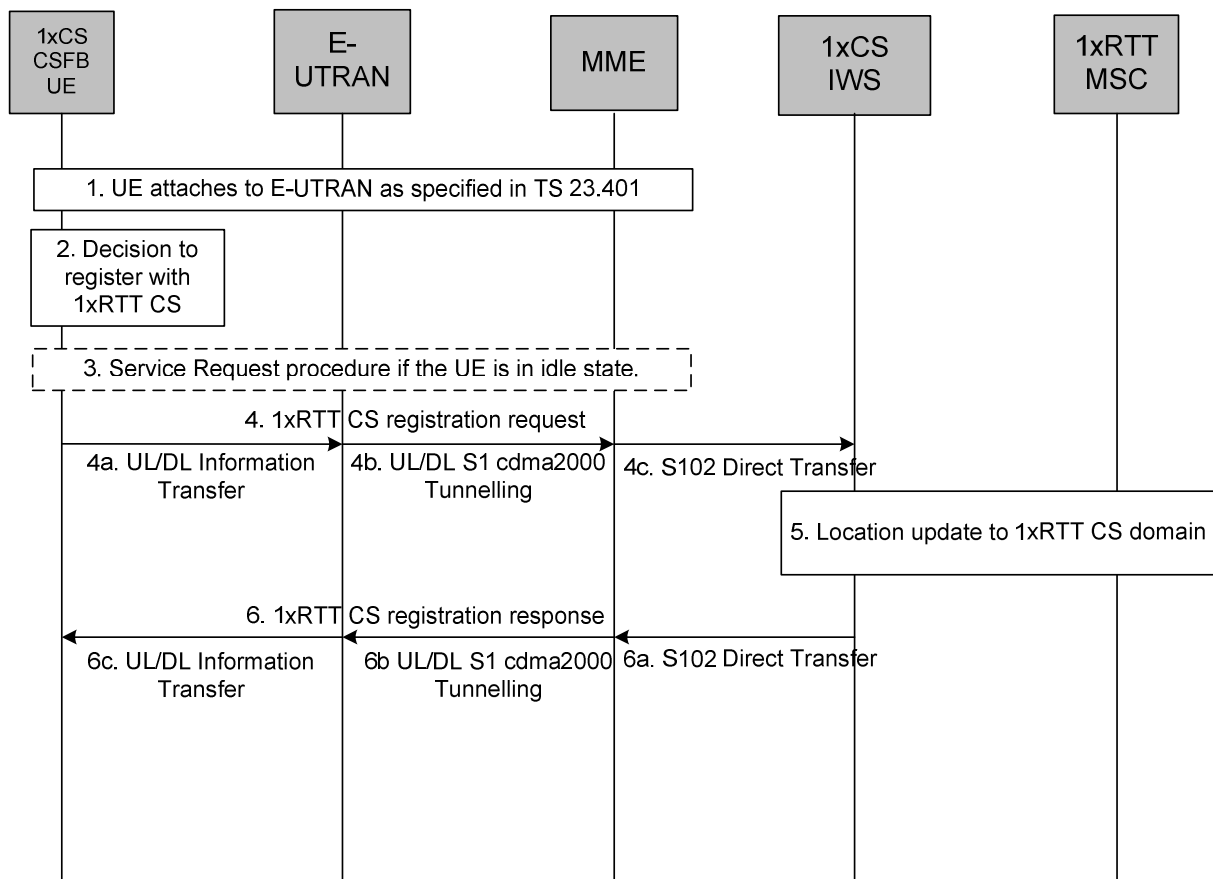 1xCS
CSFB
UE
E-
UTRAN
MME
1xCS
IWS
1xRTT
MSC
1. UE attaches to E-UTRAN as specified in TS 23.401
2. Decision to
register with
1xRTT CS
3. Service Request procedure if the UE is in idle state.
4. 1xRTT CS registration request
4a. UL/DL Information
Transfer
4b. UL/DL S1 cdma2000
Tunnelling
4c. S102 Direct Transfer
5. Location update to 1xRTT CS domain
6. 1xRTT CS registration response
6c. UL/DL Information
Transfer
6b UL/DL S1 cdma2000
Tunnelling
6a. S102 Direct Transfer